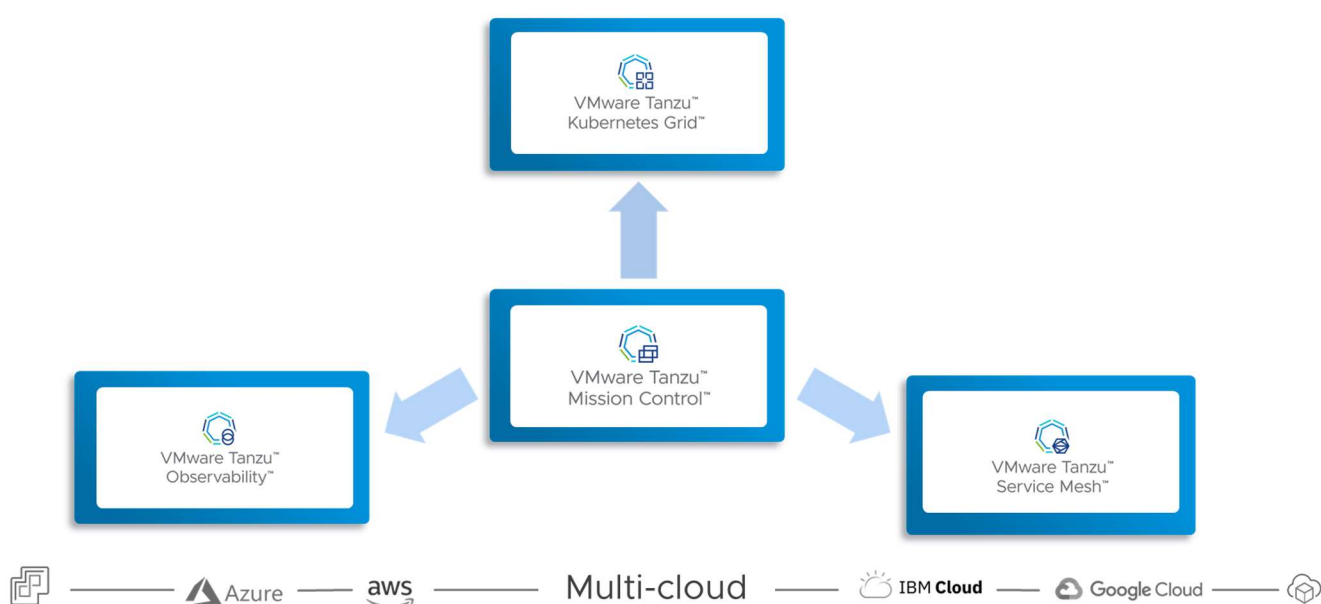 VMware Tanzu™
Kubernetes Grid™
VMware Tanzu™
Mission Control™
VMware Tanzu™
Observability™
VMware Tanzu™
Service Mesh™
Azure
aws
Multi-cloud
IBM Cloud
Google Cloud